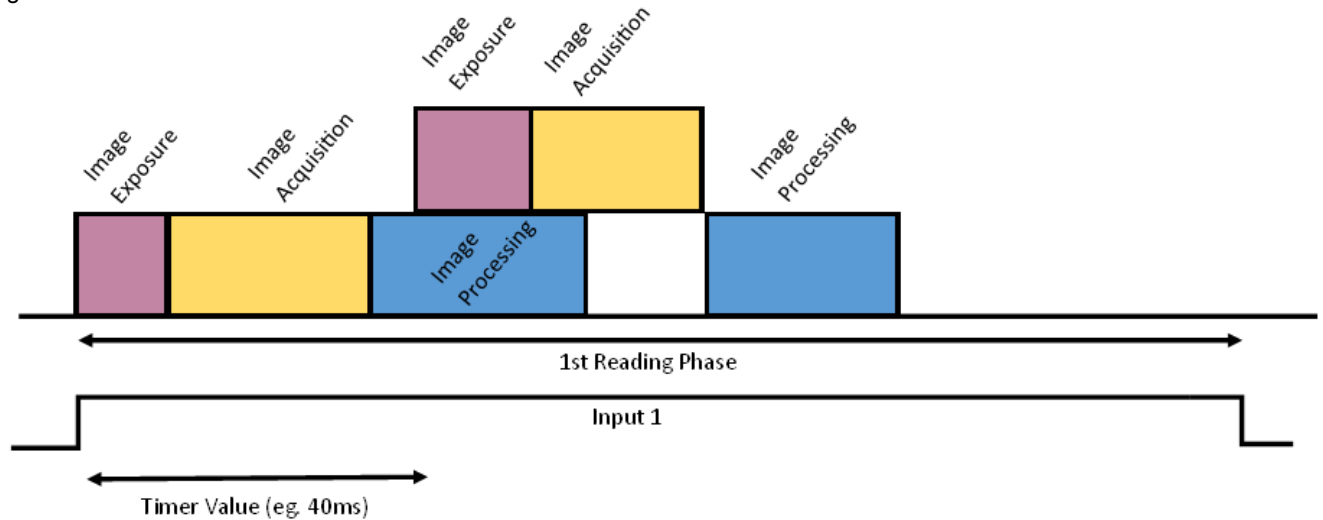 Image
Exposure
Image
Acquisition
Image
Exposure
Image
Acquisition
Image
Processing
Image
Processing
1st Reading Phase
Input 1
Timer Value (eg. 40ms)